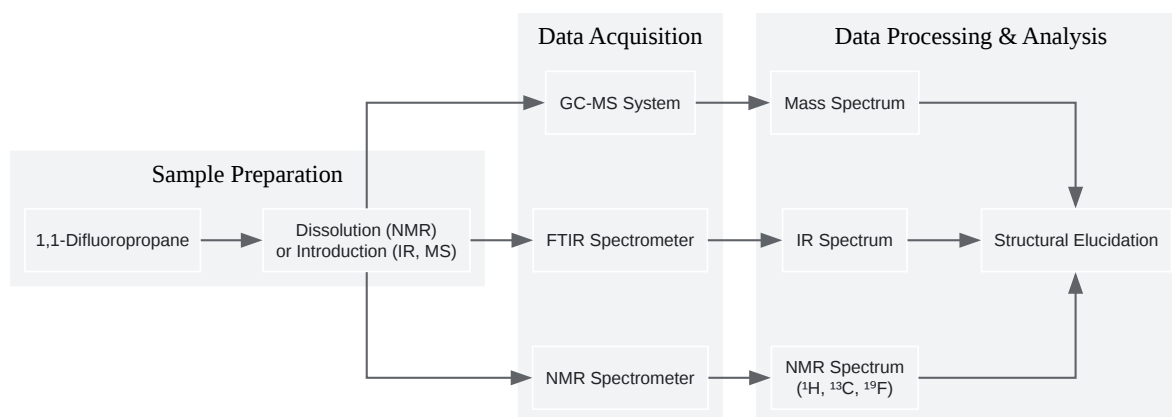 Data Acquisition
Data Processing & Analysis
GC-MS System
Mass Spectrum
Sample Preparation
1,1-Difluoropropane
Dissolution (NMR)
or Introduction (IR, MS)
FTIR Spectrometer
IR Spectrum
Structural Elucidation
NMR Spectrometer
NMR Spectrum
(¹H, ¹³C, ¹⁹F)